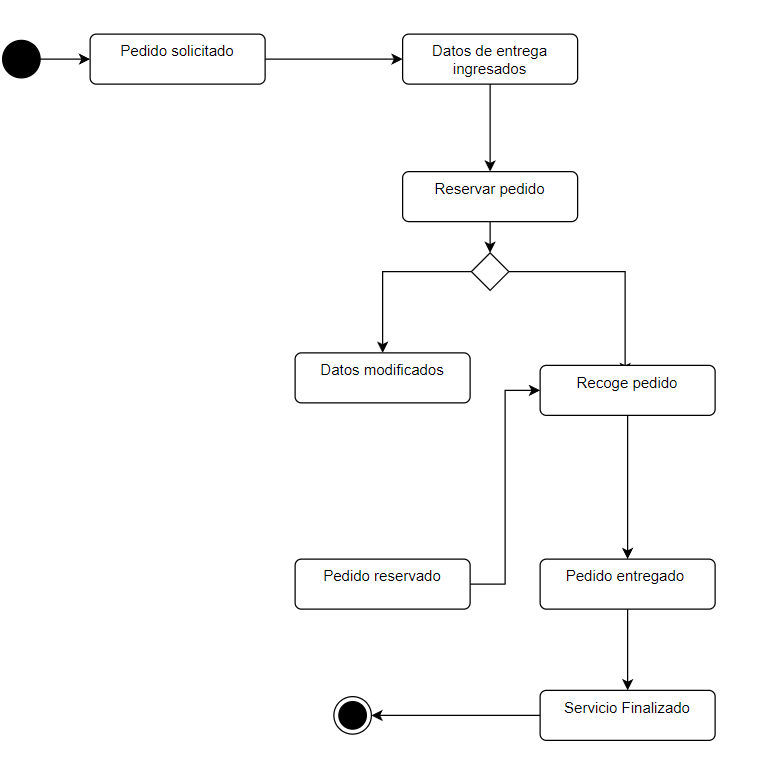 Pedido solicitado
Datos de entrega
ingresados
Reservar pedido
Datos modificados
Recoge pedido
Pedido reservado
Pedido entregado
Servicio Finalizado